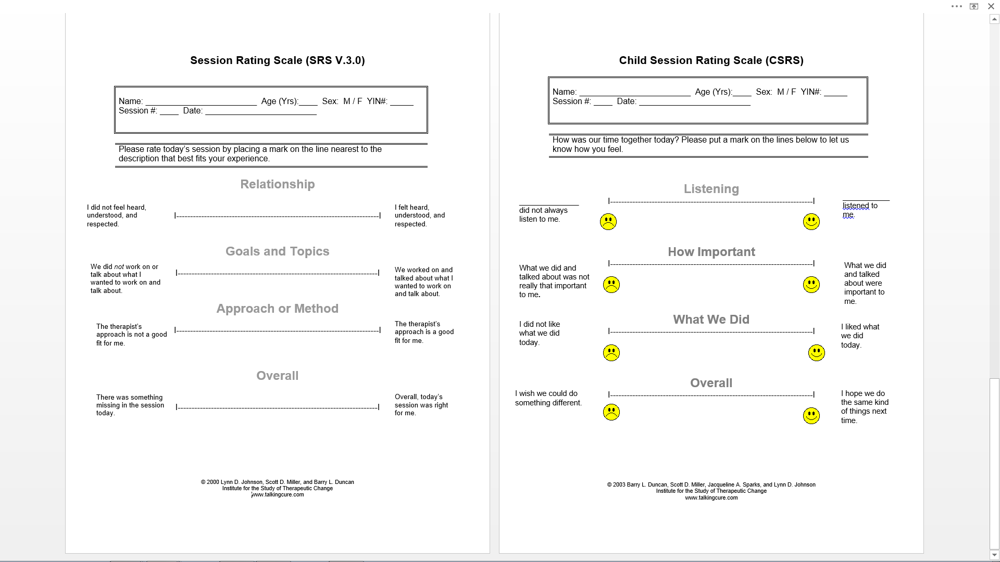 Session Rating Scale (SRS V.3.0)
Name: ________________________ Age (Yrs):____ Sex: M / F YIN#: _____
Session #: ____ Date: ________________________
Please rate today’s session by placing a mark on the line nearest to the
description that best fits your experience.
Relationship
I did not feel heard,
understood, and
respected.
|-------------------------------------------------------------------------|
I felt heard,
understood, and
respected.
Goals and Topics
We did not work on or
talk about what I
wanted to work on and
talk about.
|------------------------------------------------------------------------|
We worked on and
talked about what I
wanted to work on
and talk about.
Approach or Method
The therapist’s
approach is not a good
fit for me.
|-------------------------------------------------------------------------|
The therapist’s
approach is a good
fit for me.
Overall
There was something
missing in the session
today.
|------------------------------------------------------------------------|
Overall, today’s
session was right
for me.
© 2000 Lynn D. Johnson, Scott D. Miller, and Barry L. Duncan
Institute for the Study of Therapeutic Change
www.talkingcure.com
Child Session Rating Scale (CSRS)
Name: ________________________ Age (Yrs):____ Sex: M / F YIN#: _____
Session #: ____ Date: ________________________
How was our time together today? Please put a mark on the lines below to let us
know how you feel.
Listening
______________
did not always
listen to me.
|-------------------------------------------------------------------------|
___________
listened to
me.
How Important
What we did and
talked about was not
really that important
to me.
|-------------------------------------------------------------------------|
What we did
and talked
about were
important to
me.
What We Did
I did not like
what we did
today.
|-------------------------------------------------------------------------|
I liked what
we did
today.
Overall
I wish we could do
something different.
|-------------------------------------------------------------------------|
I hope we do
the same kind
of things next
time.
© 2003 Barry L. Duncan, Scott D. Miller, Jacqueline A. Sparks, and Lynn D. Johnson
Institute for the Study of Therapeutic Change
www.talkingcure.com